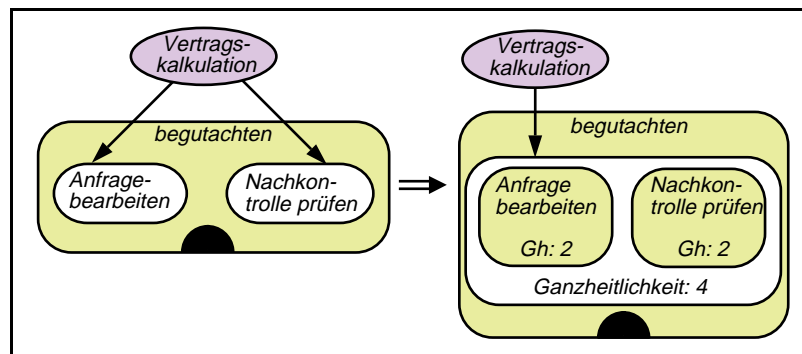 Vertrags-
kalkulation
begutachten
Anfrage-
bearbeiten
Nachkon-
trolle prüfen
Vertrags-
kalkulation
begutachten
Anfrage
bearbeiten
Gh: 2
Nachkon-
trolle prüfen
Gh: 2
Ganzheitlichkeit: 4